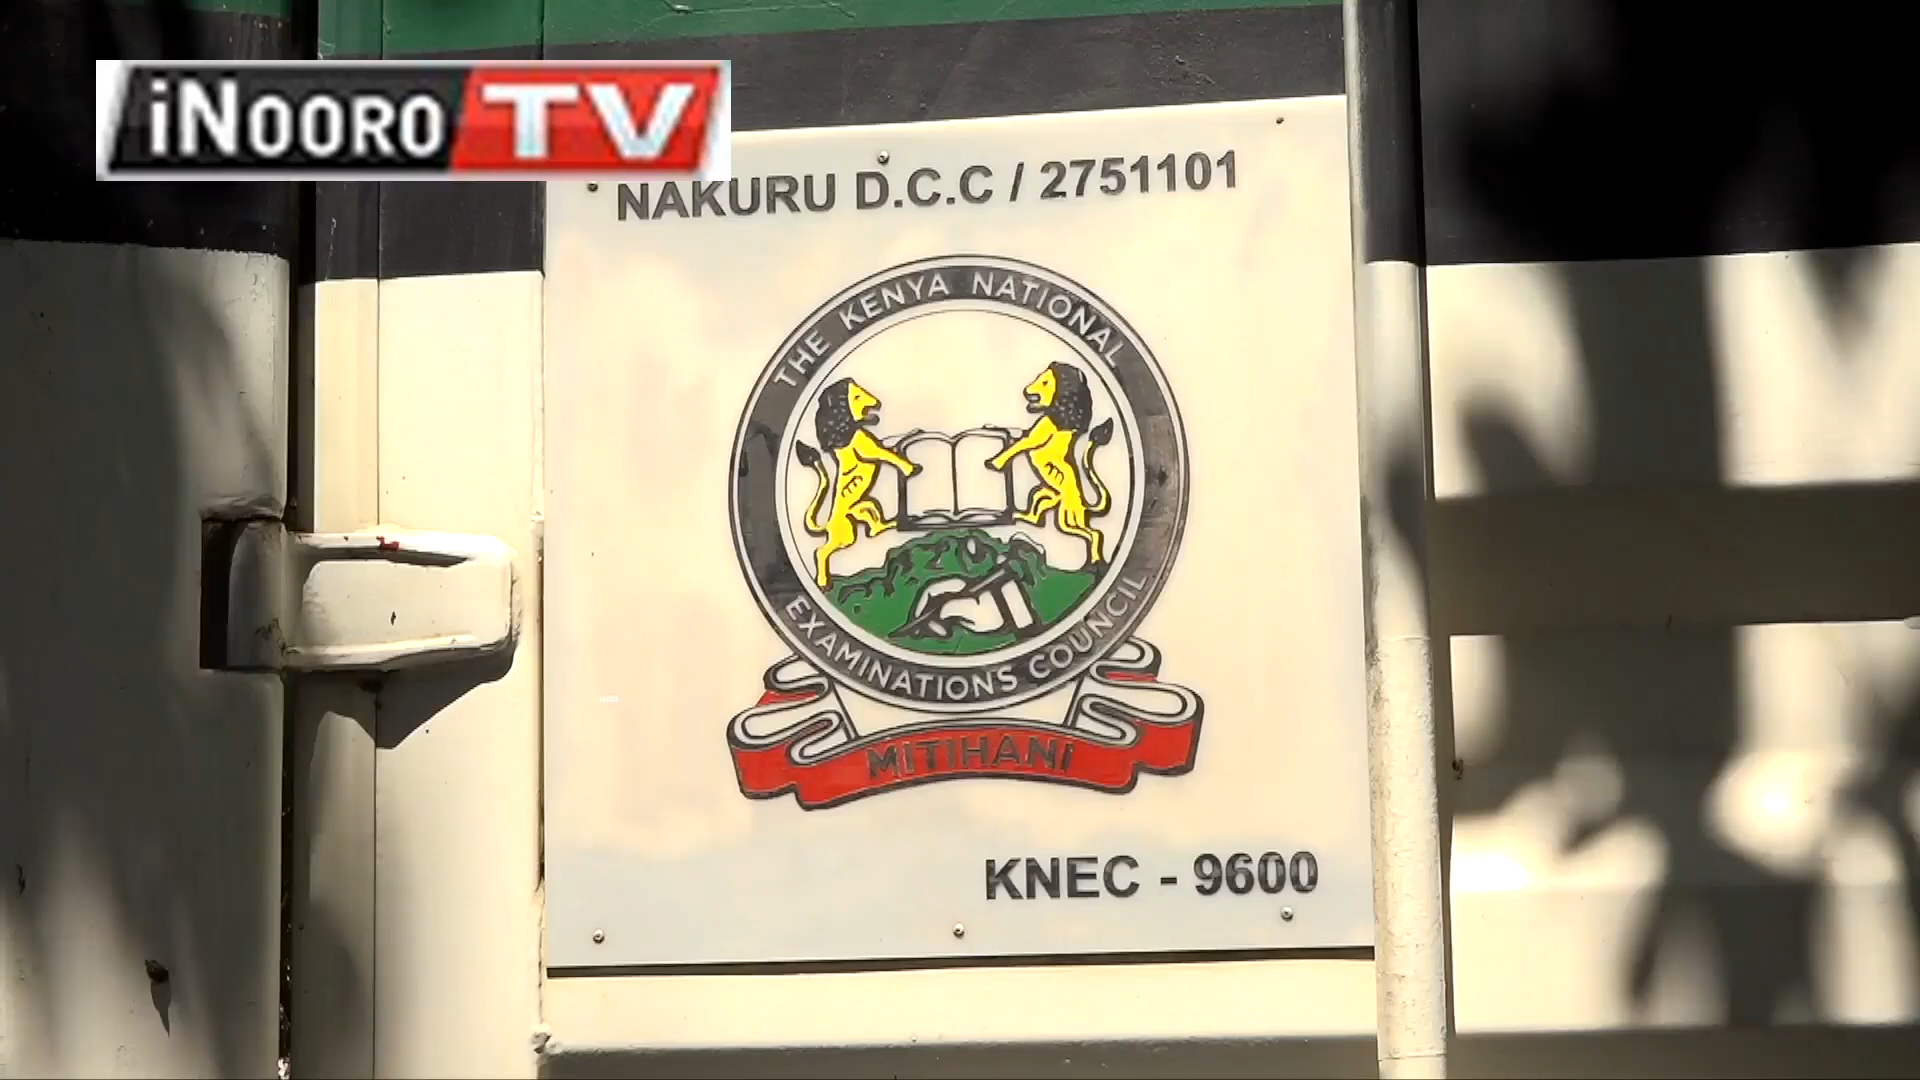 iNOORO TV
NAKURU D.C.C / 2751101
THE KENYA NATIONAL
EXAMINATIONS COUNCIL
MITIHANI
KNEC - 9600